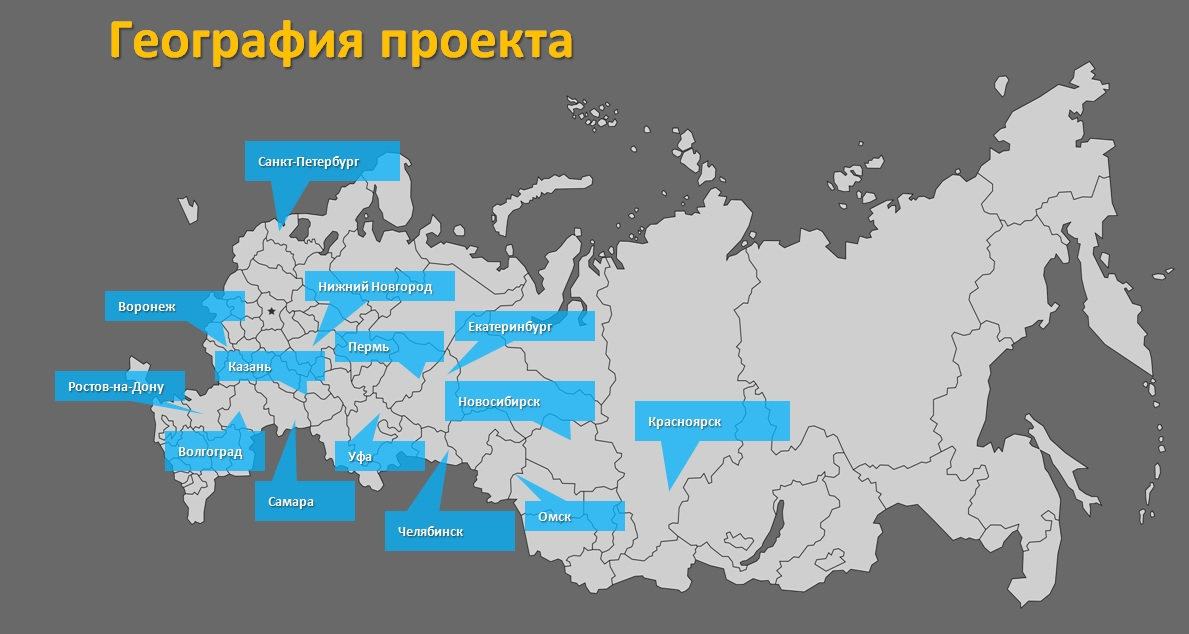 География проекта
Санкт-Петербург
Нижний Новгород
Воронеж
Екатеринбург
Пермь
Казань
Ростов-на-Дону
Новосибирск
Красноярск
Волгоград
Уфа
Самара
Омск
Челябинск